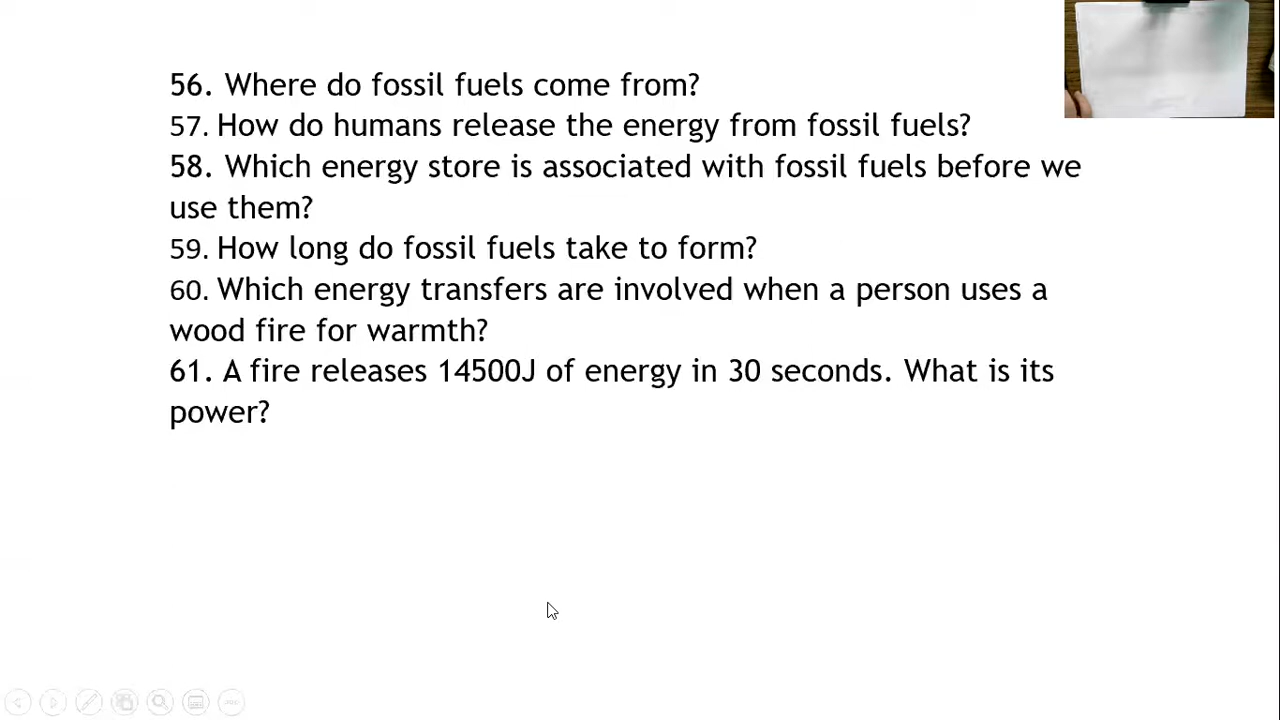 56. Where do fossil fuels come from?
57. How do humans release the energy from fossil fuels?
58. Which energy store is associated with fossil fuels before we
use them?
59. How long do fossil fuels take to form?
60. Which energy transfers are involved when a person uses a
wood fire for warmth?
61. A fire releases 14500J of energy in 30 seconds. What is its
power?